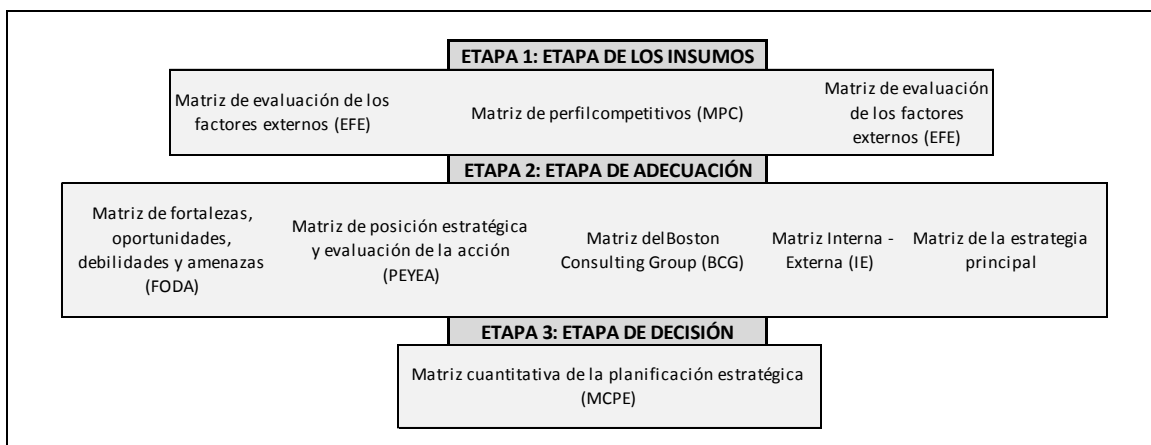 ETAPA 1: ETAPA DE LOS INSUMOS
Matriz de evaluación de los
factores externos (EFE)
Matriz de perfilcompetitivos (MPC)
Matriz de evaluación
de los factores
externos (EFE)
ETAPA 2: ETAPA DE ADECUACIÓN
Matriz de fortalezas,
oportunidades,
debilidades y amenazas
(FODA)
Matriz de posición estratégica
y evaluación de la acción
(PEYEA)
Matriz delBoston
Consulting Group (BCG)
Matriz Interna -
Externa (IE)
Matriz de la estrategia
principal
ETAPA 3: ETAPA DE DECISIÓN
Matriz cuantitativa de la planificación estratégica
(MCPE)